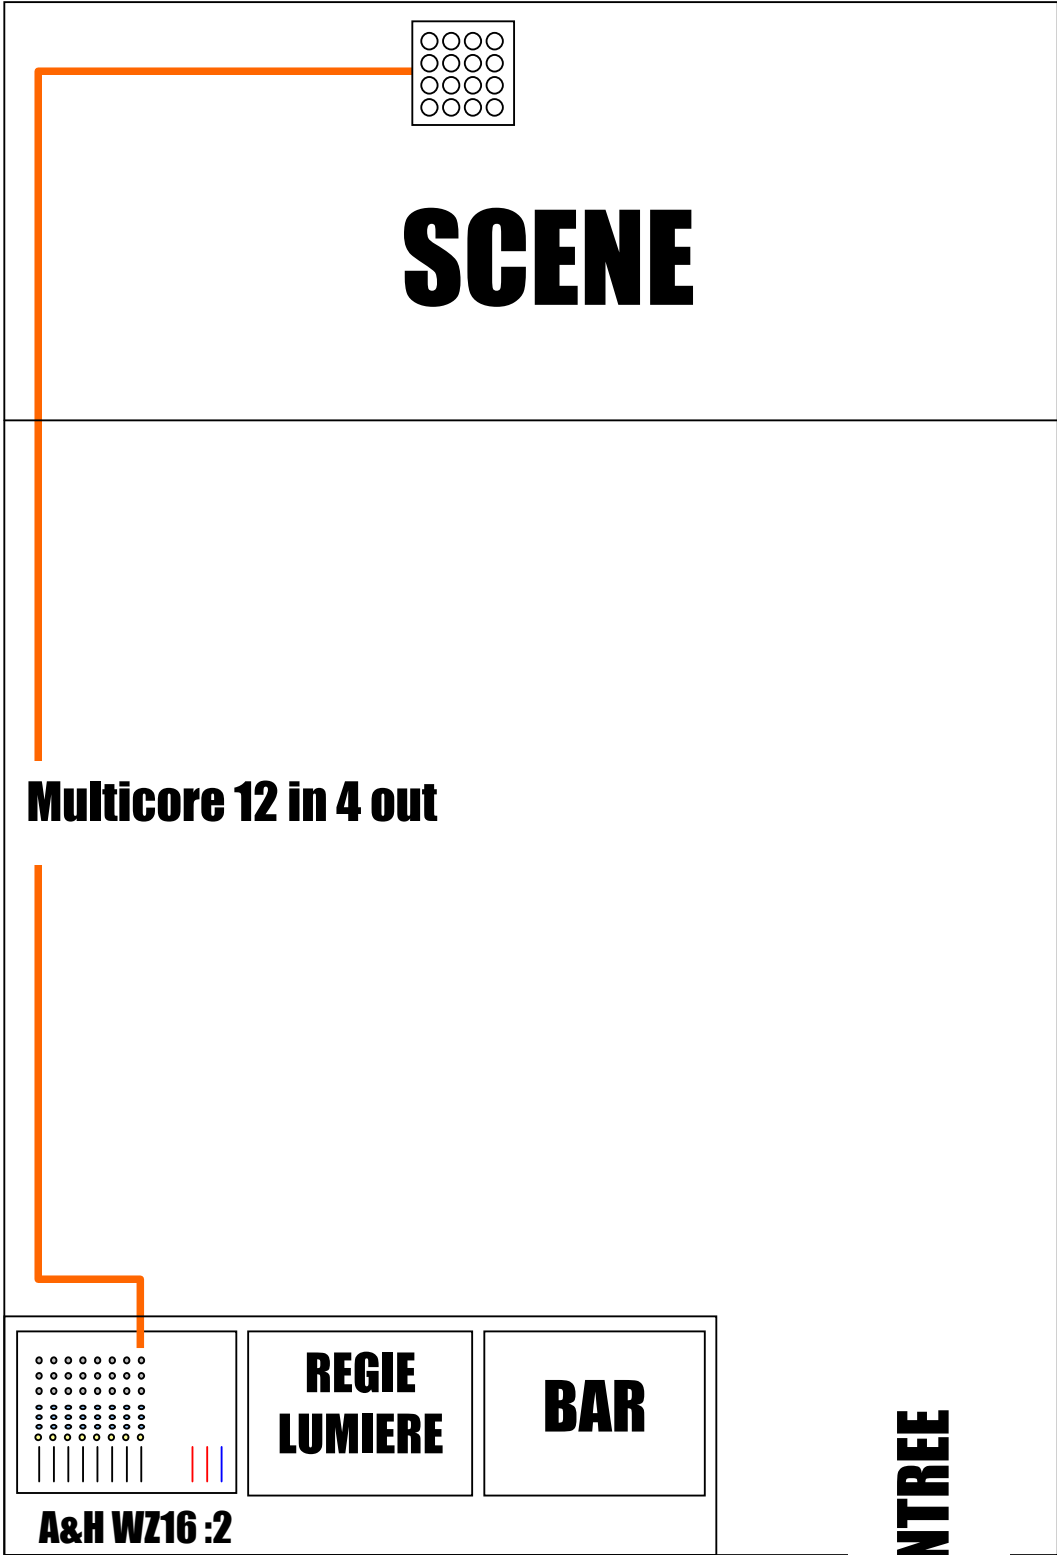 SCENE
Multicore 12 in 4 out
REGIE
LUMIERE
BAR
A&H WZ16 :2
NTREE